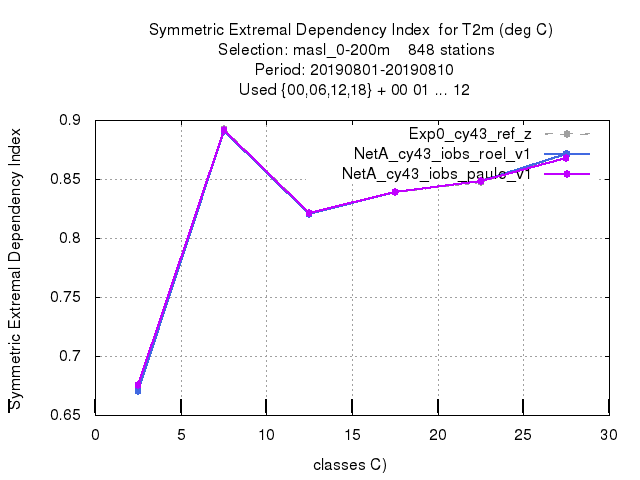 Symmetric Extremal Dependency Index for T2m (deg C)
Selection: masl_0-200m 848 stations
Period: 20190801-20190810
Used {00,06,12,18} + 00 01 ... 12
Symmetric Extremal Dependency Index
0.9
0.85
0.8
0.75
0.7
0.65
Exp0_cy43_ref_z
NetA_cy43_iobs_roel_v1
NetA_cy43_iobs_paulo_v1
0 5 10 15 20 25 30
classes C)